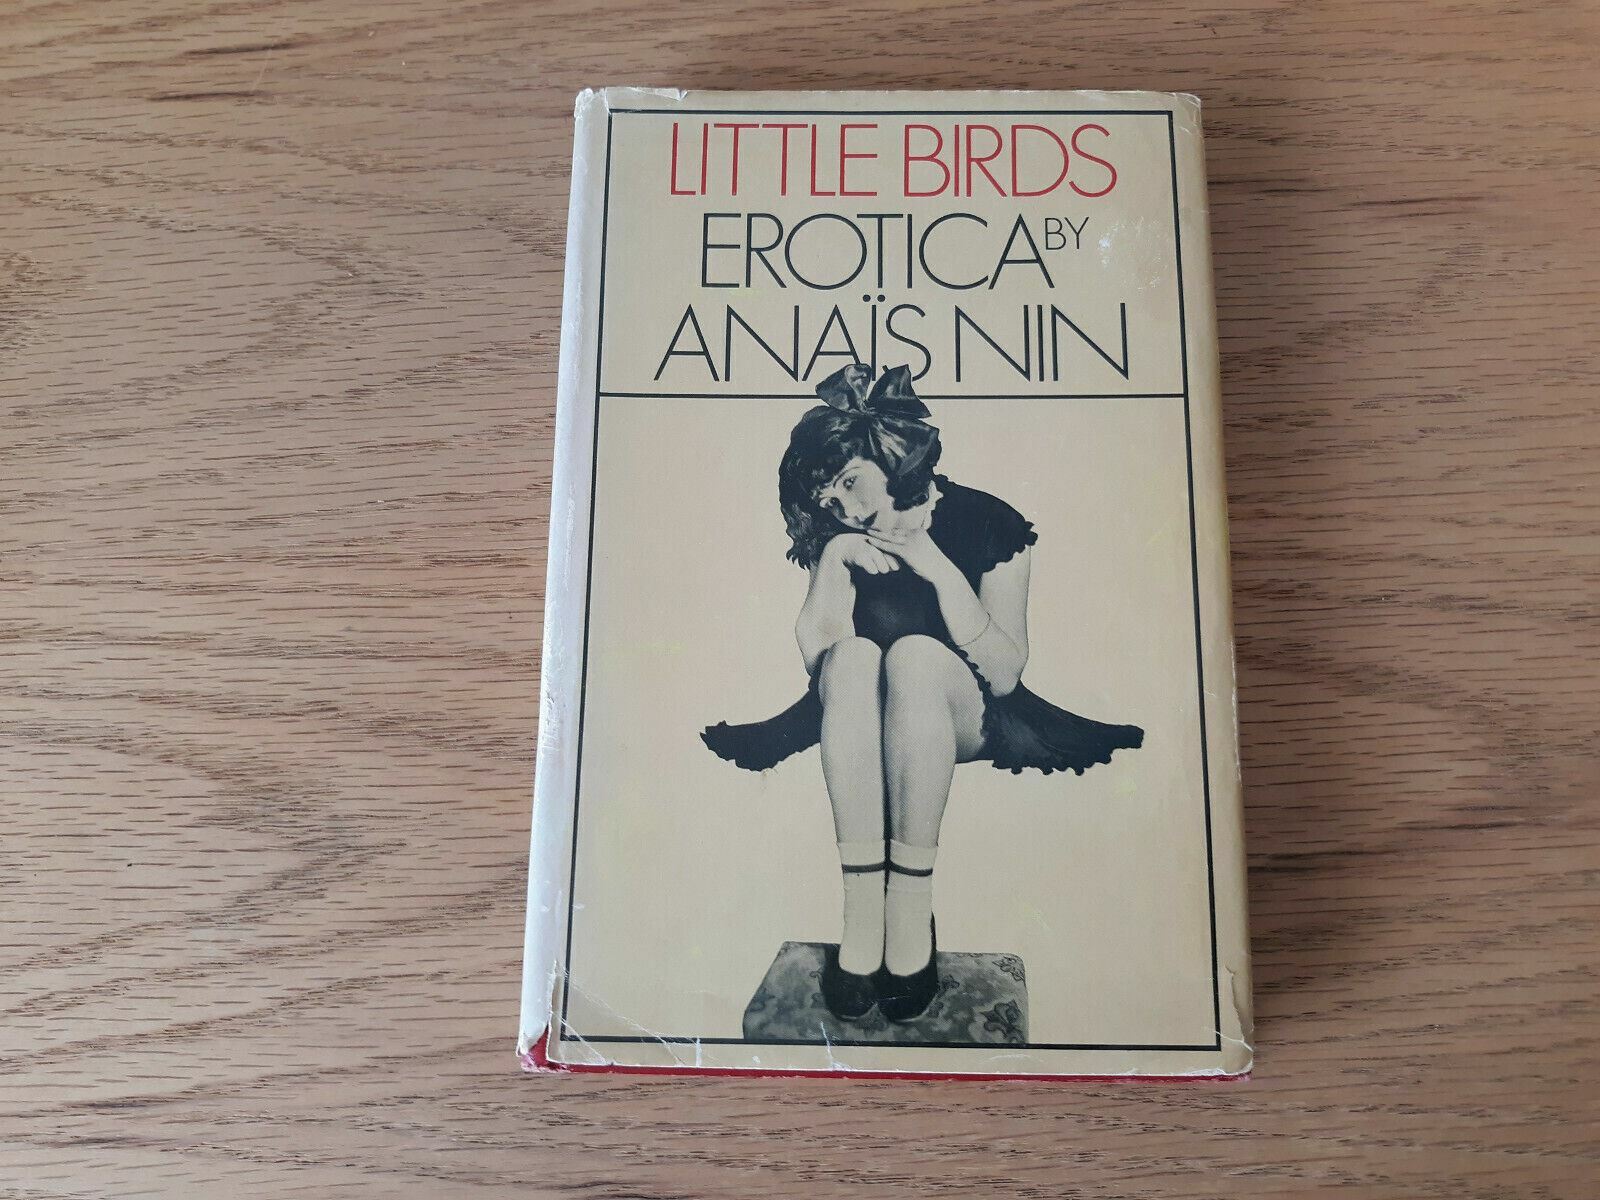 LITTLE BIRDS
EROTICA BY
ANAÏS NIN